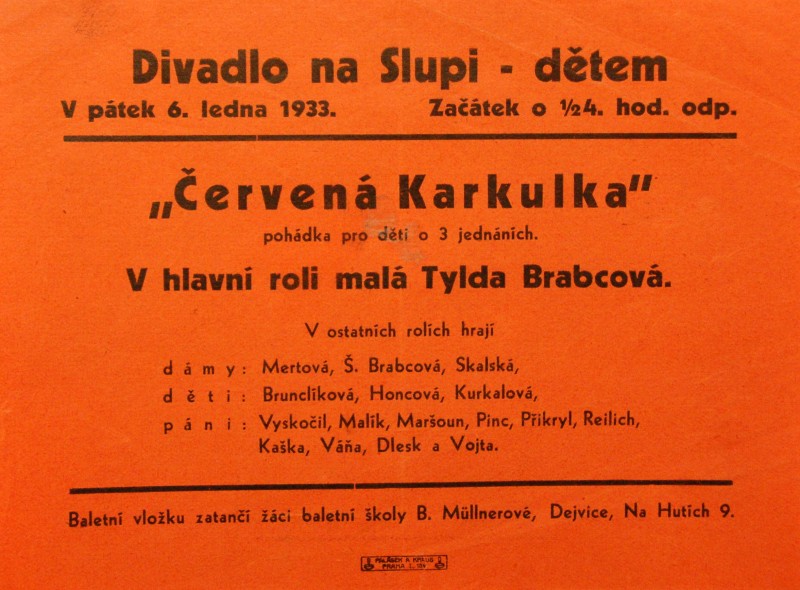 Divadlo na Slupi - dětem
V pátek 6. ledna 1933. Začátek o ½4. hod. odp.
„Červená Karkulka"
pohádka pro děti o 3 jednáních.
V hlavní roli malá Tylda Brabcová.
V ostatních rolích hrají
dámy: Mertová, Š. Brabcová, Skalská,
děti: Brunclíková, Honcová, Kurkalová,
páni: Vyskočil, Malík, Maršoun, Pinc, Přikryl, Reilich,
Kaška, Váňa, Dlesk a Vojta.
Baletní vložku zatančí žáci baletní školy B. Müllnerové, Dejvice, Na Hutích 9.
PRAHA I.